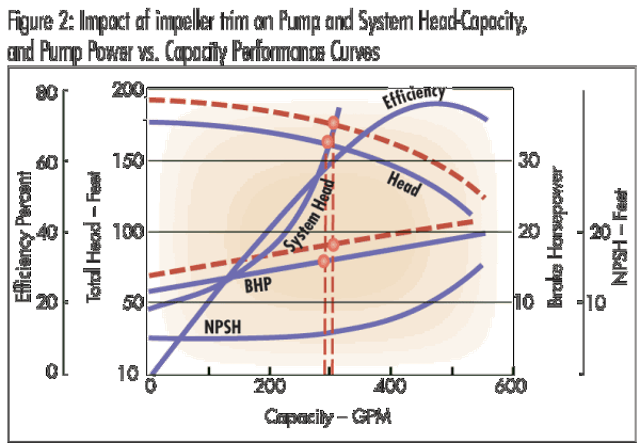 Figure 2: Impact of impeller trim on Pump and System Head-Capacity,
and Pump Power vs. Capacity Performance Curves
80
60
40
20
0
Efficiency Percent
200
150
100
50
10
Total Head – Feet
Efficiency
Head
System Head
BHP
NPSH
30
20
10
Brake Horsepower
20
10
NPSH – Feet
0
200
400
600
Capacity – GPM